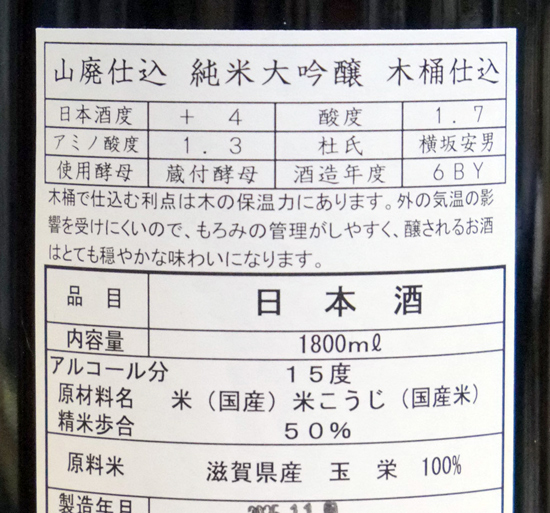 山廃仕込 純米大吟醸 木桶仕込
日本酒度 ＋４ 酸度 １.７
アミノ酸度 １.３ 杜氏 横坂安男
使用酵母 蔵付酵母 酒造年度 ６BY
木桶で仕込む利点は木の保温力にあります。外の気温の影
響を受けにくいので、もろみの管理がしやすく、醸されるお酒
はとても穏やかな味わいになります。
品目 日本酒
内容量 1800mℓ
アルコール分 １５度
原材料名 米（国産）米こうじ（国産米）
精米歩合 ５０％
原料米 滋賀県産 玉栄 100%
製造年月